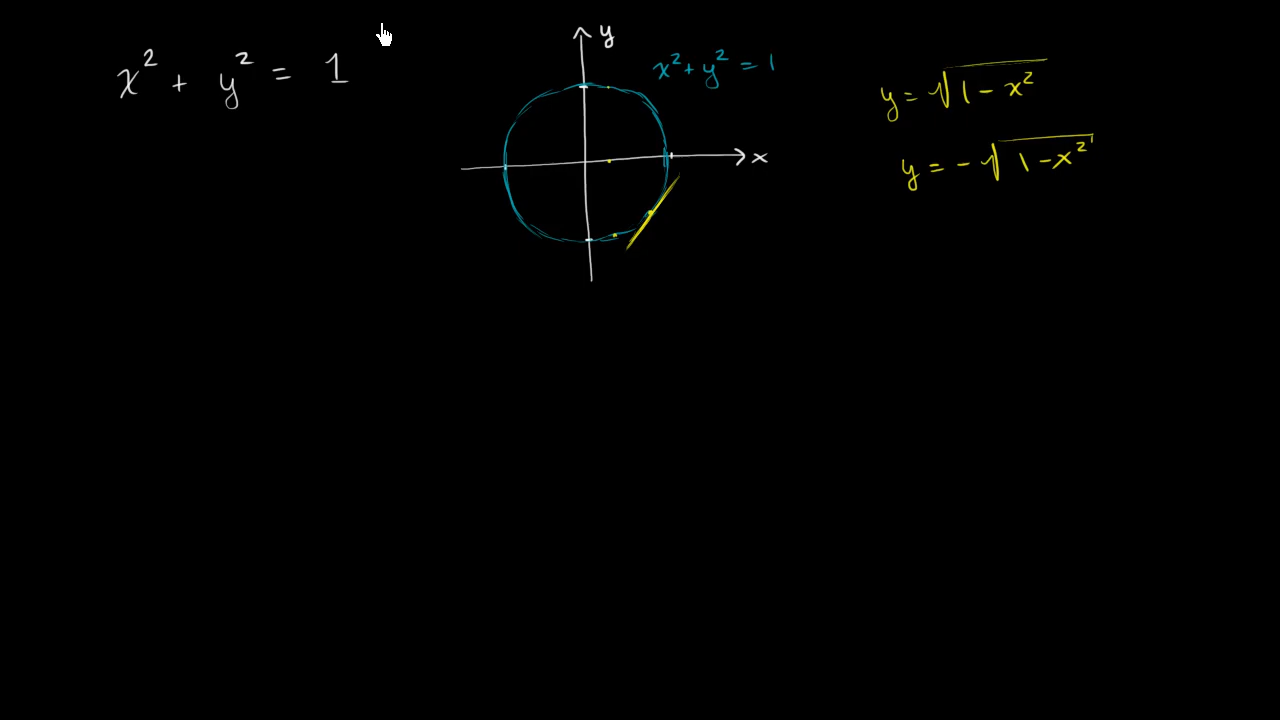 x² + y² = 1
y
x² + y² = 1
x
y = √(1 - x²)
y = -√(1 - x²)